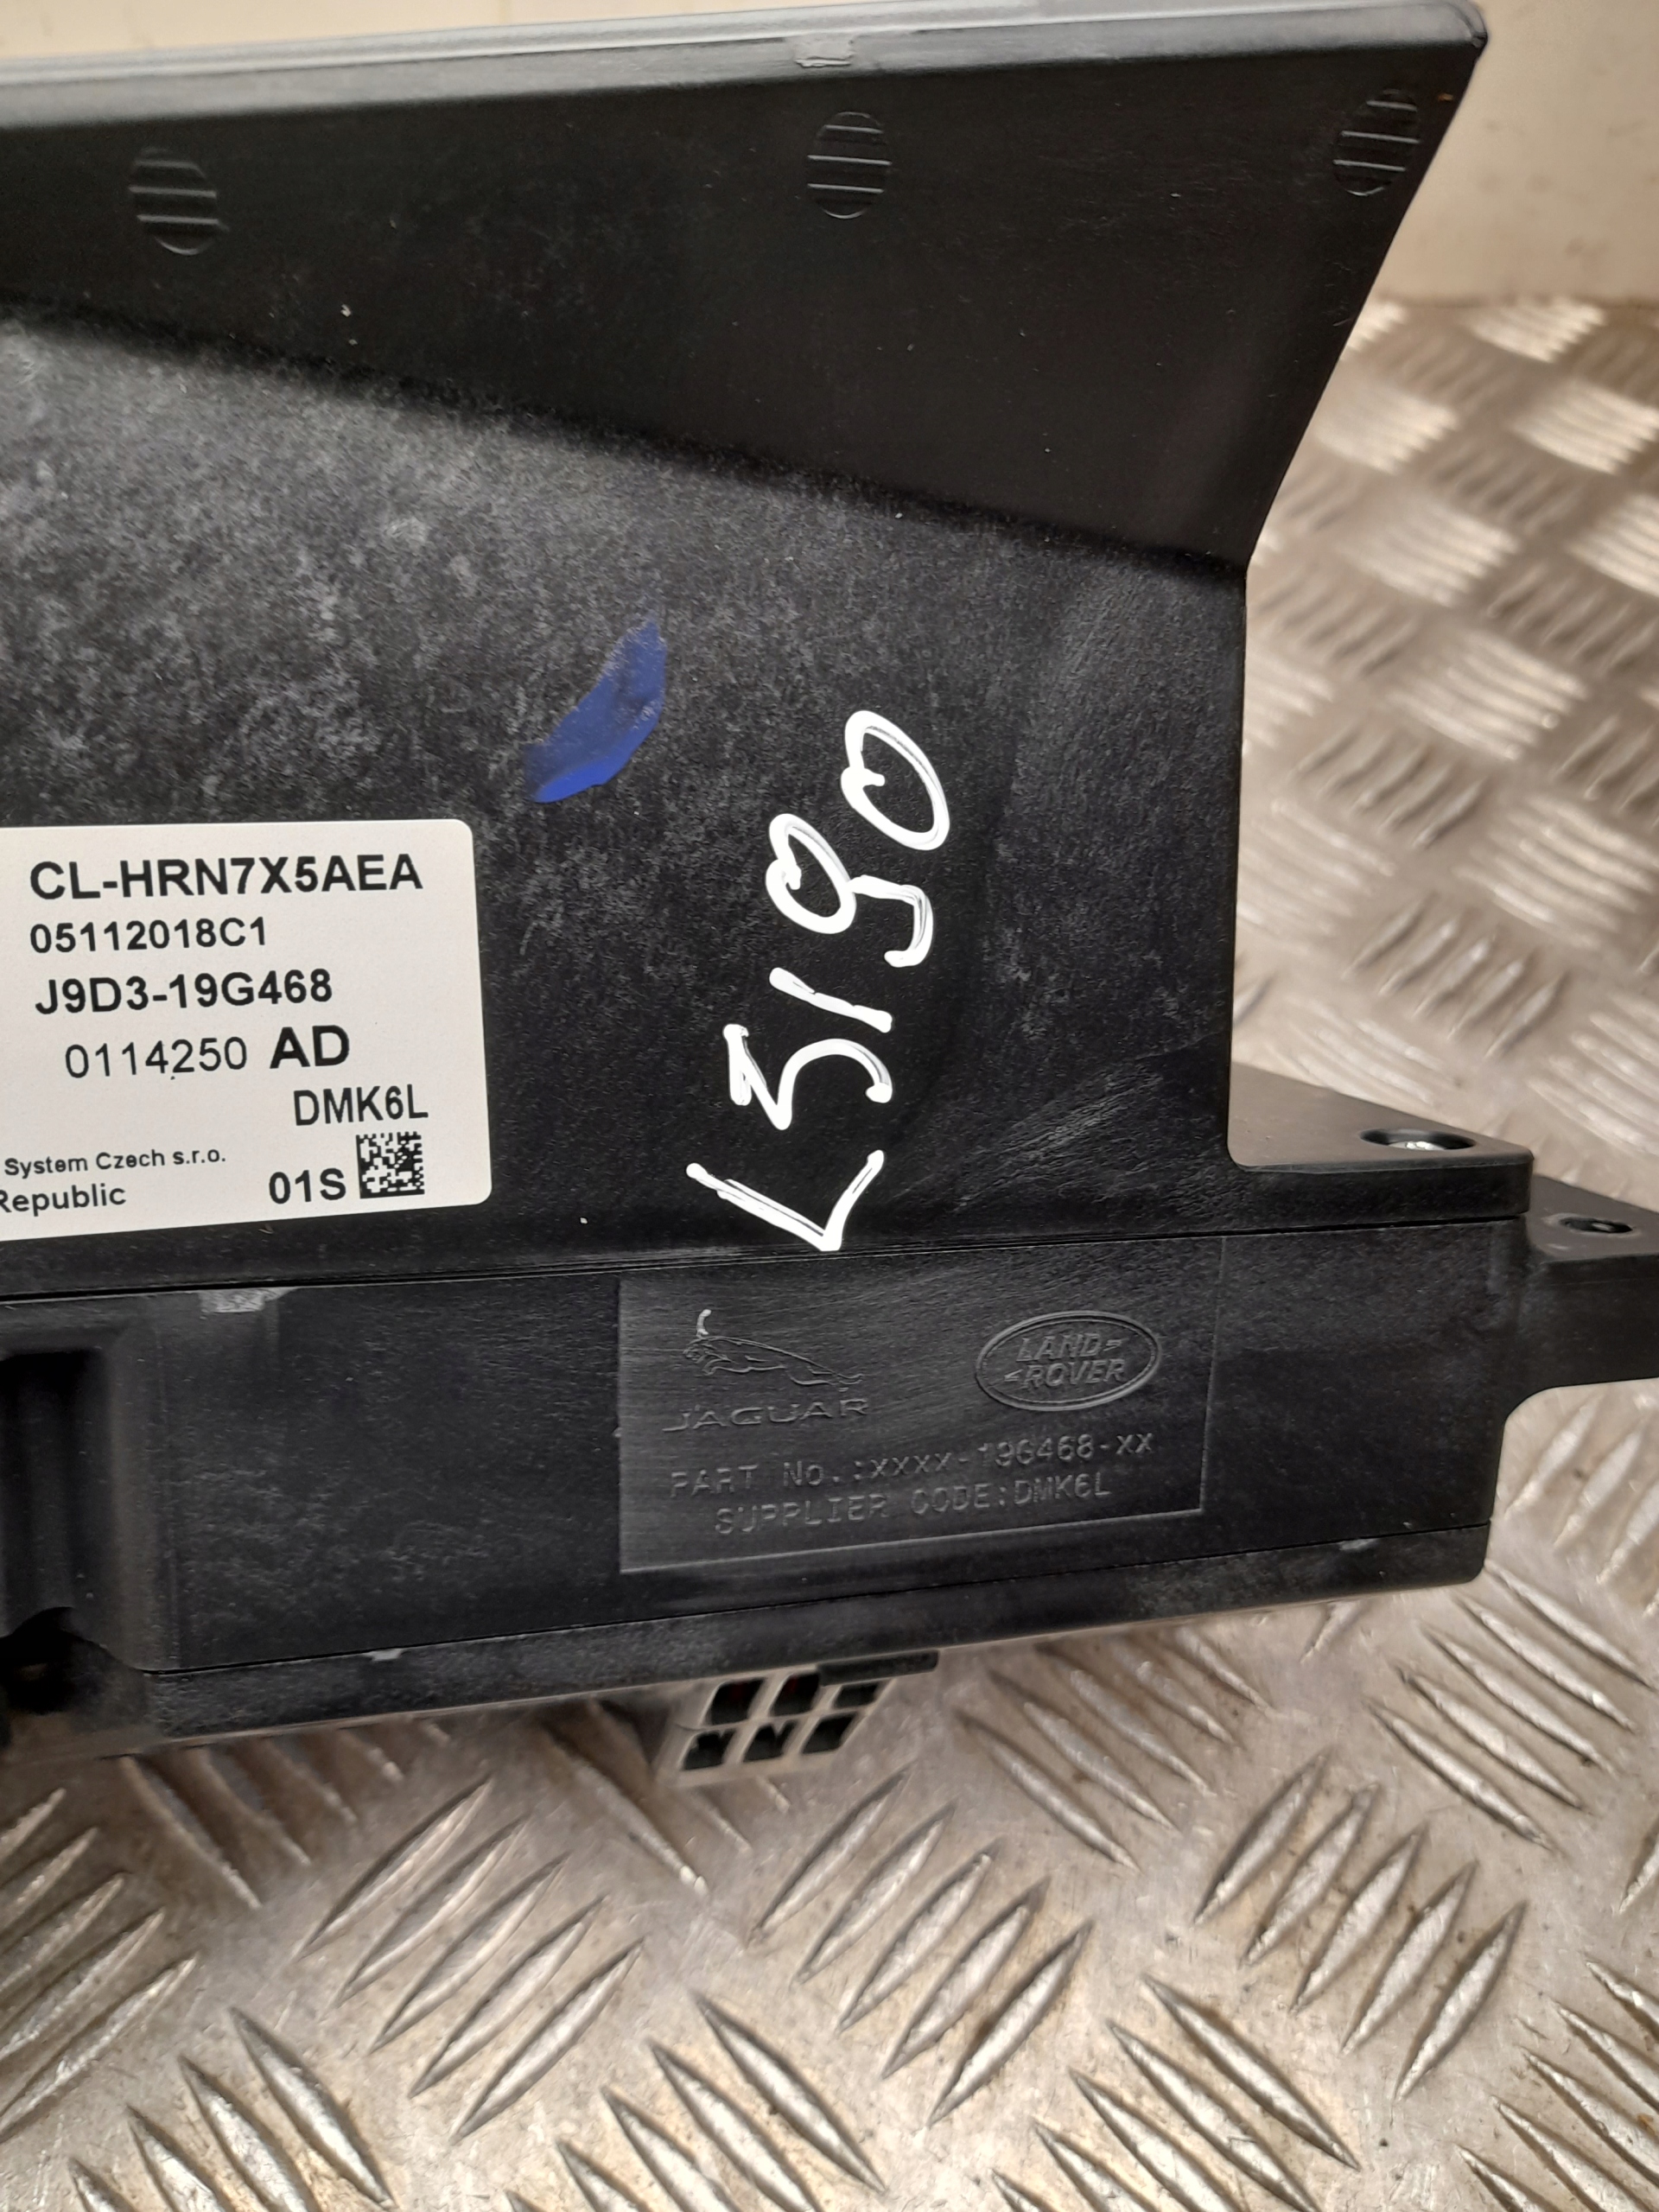 CL-HRN7X5AEA
05112018C1
J9D3-19G468
0114250 AD
DMK6L
System Czech s.r.o.
Republic
01S
L3190
JAGUAR
LAND-
-ROVER
PART No.:XXXX-19G468-XX
SUPPLIER CODE:DMK6L